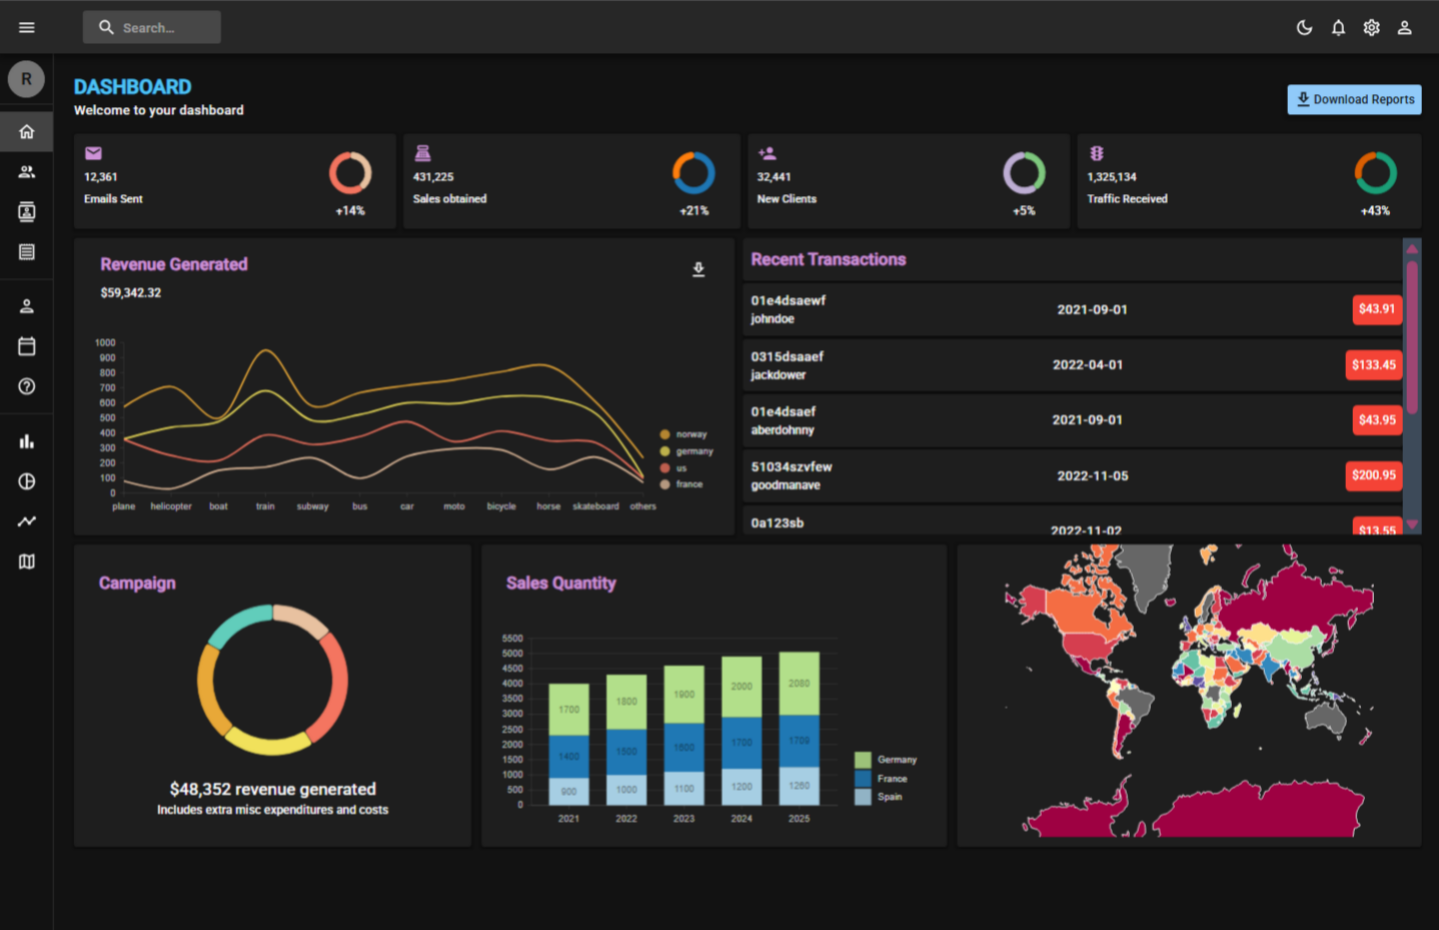 Search...
R
DASHBOARD
Welcome to your dashboard
Download Reports
12,361
Emails Sent
+14%
431,225
Sales obtained
+21%
32,441
New Clients
+5%
1,325,134
Traffic Received
+43%
Revenue Generated
$59,342.32
1000
900
800
700
600
500
400
300
200
100
0
plane helicopter boat train subway bus car moto bicycle horse skateboard others
norway
germany
us
france
Recent Transactions
01e4dsaewf
johndoe
2021-09-01
$43.91
0315dsaaef
jackdower
2022-04-01
$133.45
01e4dsaef
aberdohnny
2021-09-01
$43.95
51034szvfew
goodmanave
2022-11-05
$200.95
0a123sb
2022-11-02
$13.55
Campaign
$48,352 revenue generated
Includes extra misc expenditures and costs
Sales Quantity
5500
5000
4500
4000
3500
3000
2500
2000
1500
1000
500
0
1700 1800 1900 2000 2080
1400 1500 1600 1700 1709
900 1000 1100 1200 1260
2021 2022 2023 2024 2025
Germany
France
Spain